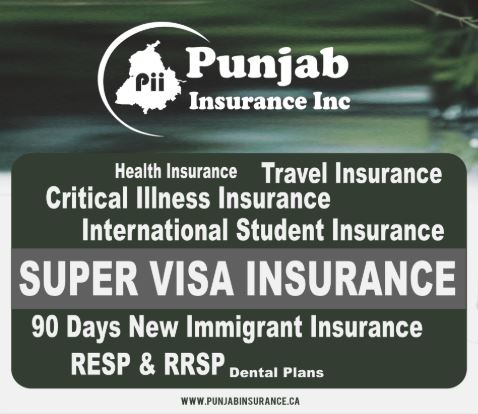 Pii
Punjab
Insurance Inc
Health Insurance Travel Insurance
Critical Illness Insurance
International Student Insurance
SUPER VISA INSURANCE
90 Days New Immigrant Insurance
RESP & RRSP Dental Plans
WWW.PUNJABINSURANCE.CA